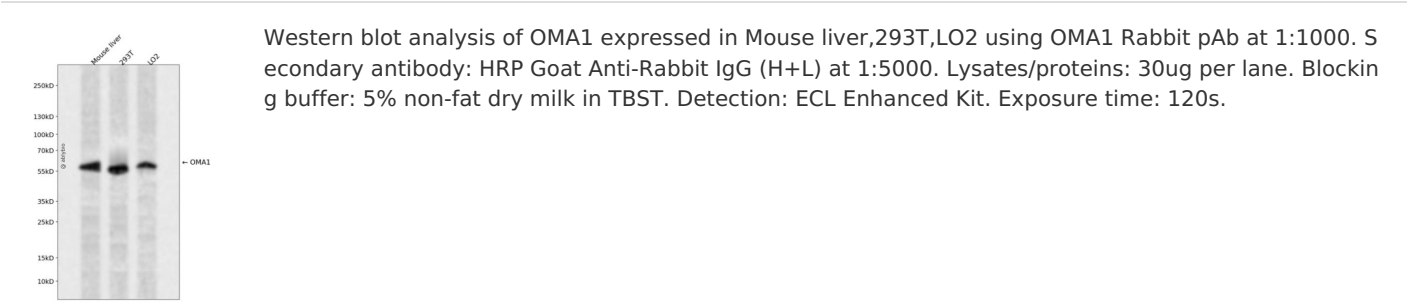 Western blot analysis of OMA1 expressed in Mouse liver,293T,LO2 using OMA1 Rabbit pAb at 1:1000. S
econdary antibody: HRP Goat Anti-Rabbit IgG (H+L) at 1:5000. Lysates/proteins: 30ug per lane. Blockin
g buffer: 5% non-fat dry milk in TBST. Detection: ECL Enhanced Kit. Exposure time: 120s.
Mouse liver
293T
LO2
250kD
130kD
100kD
70kD
55kD
35kD
25kD
15kD
10kD
← OMA1